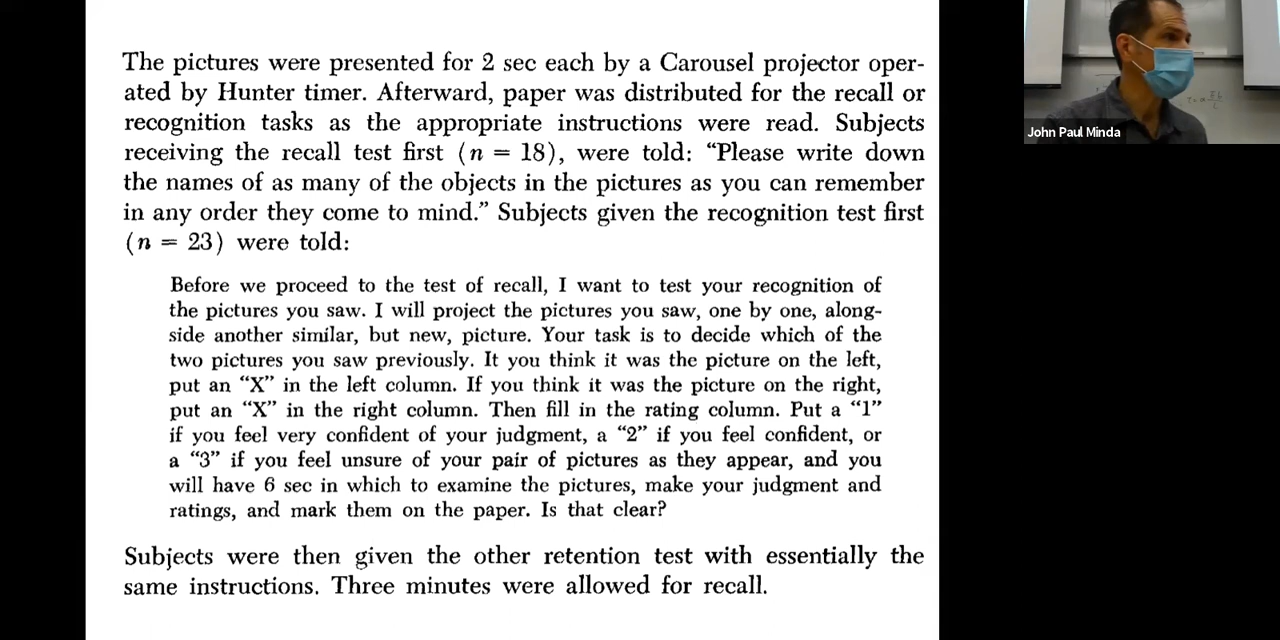 The pictures were presented for 2 sec each by a Carousel projector oper-
ated by Hunter timer. Afterward, paper was distributed for the recall or
recognition tasks as the appropriate instructions were read. Subjects
receiving the recall test first (n = 18), were told: “Please write down
the names of as many of the objects in the pictures as you can remember
in any order they come to mind.” Subjects given the recognition test first
(n = 23) were told:
Before we proceed to the test of recall, I want to test your recognition of
the pictures you saw. I will project the pictures you saw, one by one, along-
side another similar, but new, picture. Your task is to decide which of the
two pictures you saw previously. It you think it was the picture on the left,
put an “X” in the left column. If you think it was the picture on the right,
put an “X” in the right column. Then fill in the rating column. Put a “1”
if you feel very confident of your judgment, a “2” if you feel confident, or
a “3” if you feel unsure of your pair of pictures as they appear, and you
will have 6 sec in which to examine the pictures, make your judgment and
ratings, and mark them on the paper. Is that clear?
Subjects were then given the other retention test with essentially the
same instructions. Three minutes were allowed for recall.
John Paul Minda